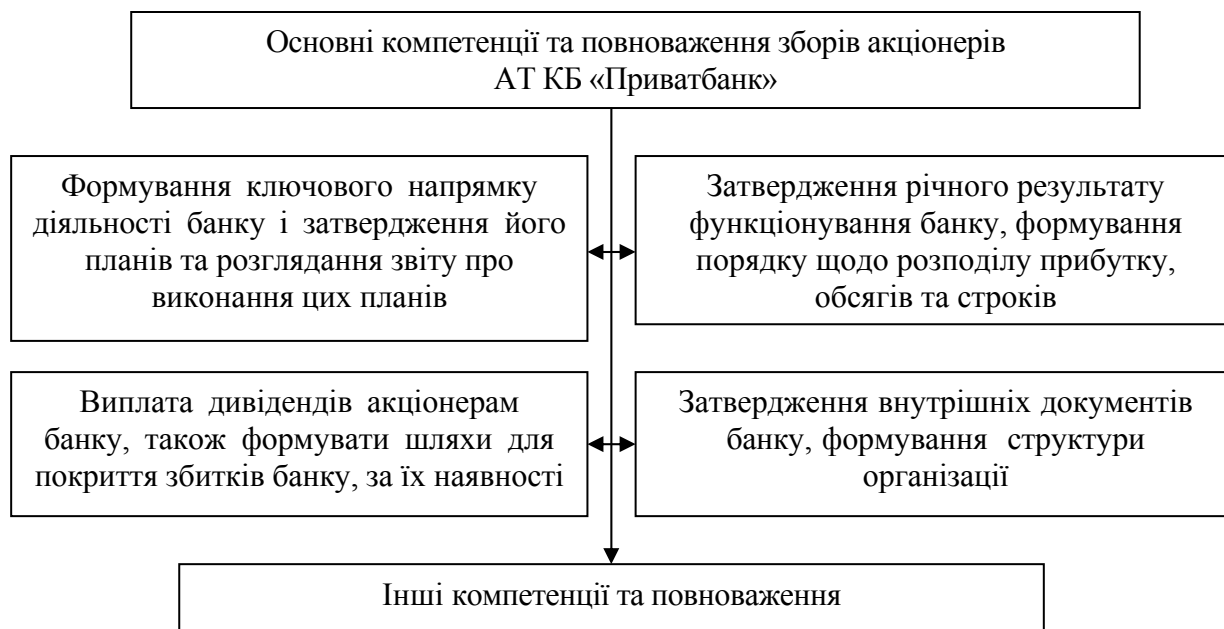 Основні компетенції та повноваження зборів акціонерів
АТ КБ «Приватбанк»
Формування ключового напрямку
діяльності банку і затвердження його
планів та розглядання звіту про
виконання цих планів
Затвердження річного результату
функціонування банку, формування
порядку щодо розподілу прибутку,
обсягів та строків
Виплата дивідендів акціонерам
банку, також формувати шляхи для
покриття збитків банку, за їх наявності
Затвердження внутрішніх документів
банку, формування структури
організації
Інші компетенції та повноваження